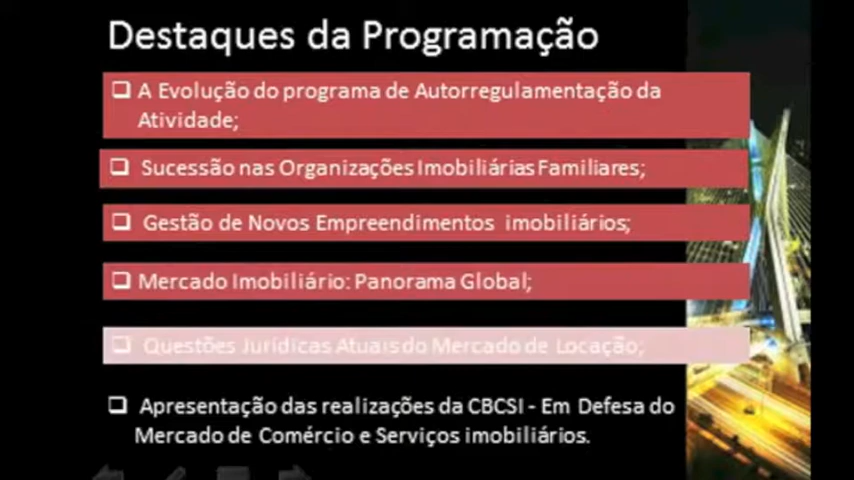 Destaques da Programação
A Evolução do programa de Autorregulamentação da
Atividade;
Sucessão nas Organizações Imobiliárias Familiares;
Gestão de Novos Empreendimentos imobiliários;
Mercado Imobiliário: Panorama Global;
Questões Jurídicas Atuais do Mercado de Locação;
Apresentação das realizações da CBCSI - Em Defesa do
Mercado de Comércio e Serviços imobiliários.